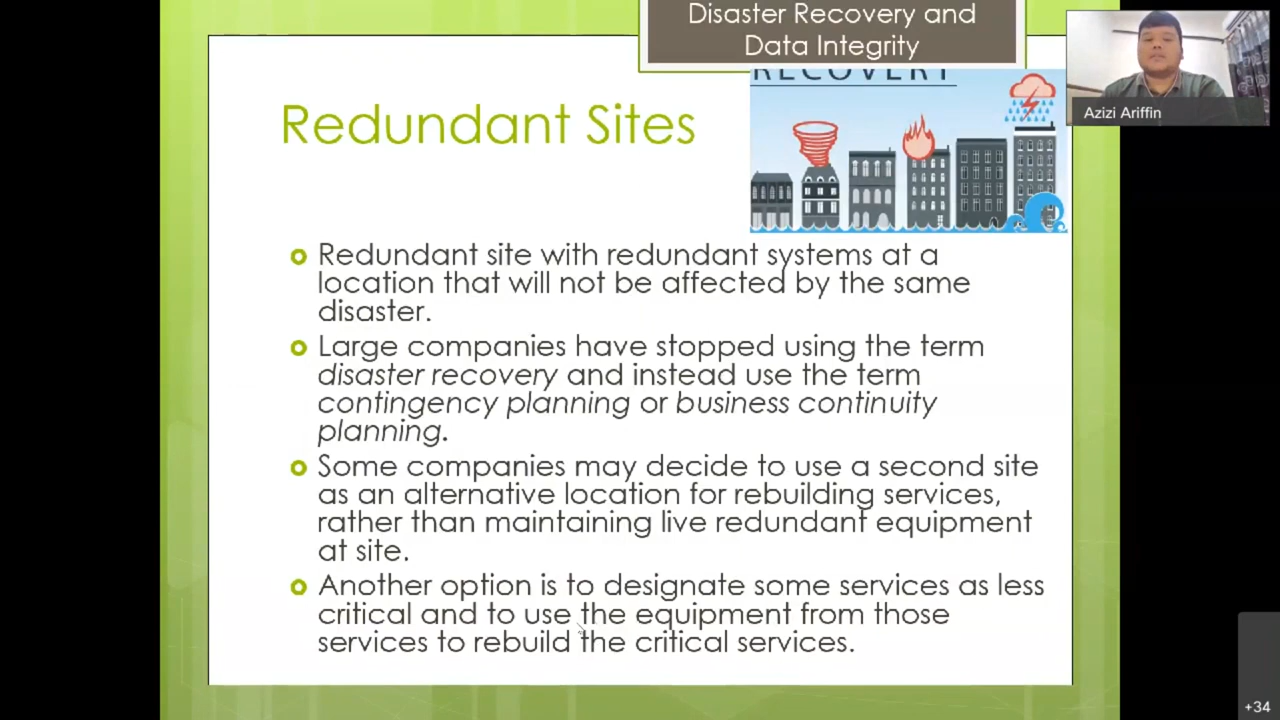 Disaster Recovery and
Data Integrity
RECOVERY
Azizi Ariffin
Redundant Sites
Redundant site with redundant systems at a
location that will not be affected by the same
disaster.
Large companies have stopped using the term
disaster recovery and instead use the term
contingency planning or business continuity
planning.
Some companies may decide to use a second site
as an alternative location for rebuilding services,
rather than maintaining live redundant equipment
at site.
Another option is to designate some services as less
critical and to use the equipment from those
services to rebuild the critical services.
+34